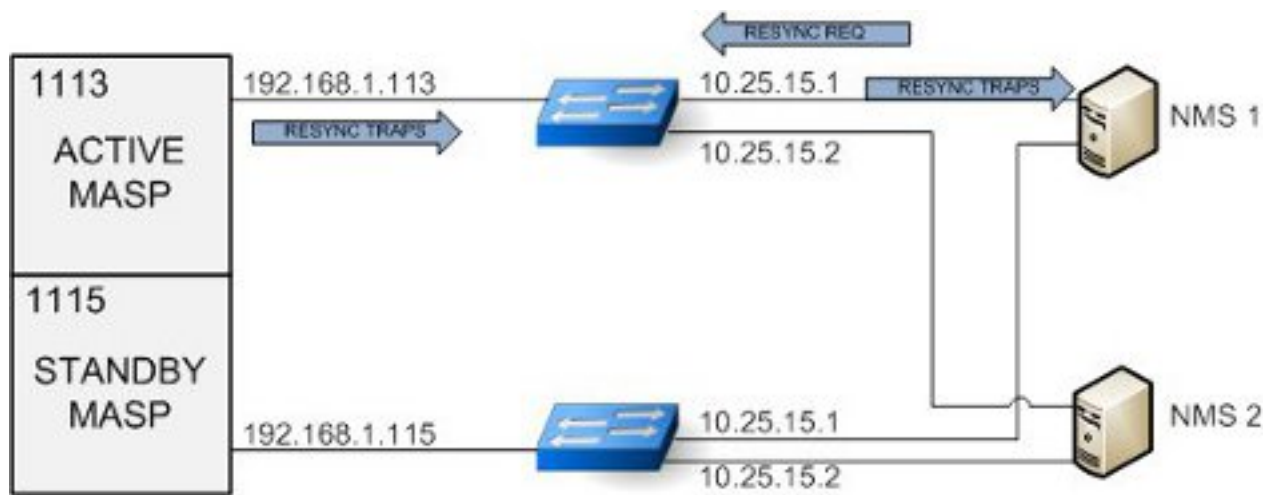 RESYNC REQ
1113
ACTIVE
MASP
192.168.1.113
RESYNC TRAPS
10.25.15.1
RESYNC TRAPS
10.25.15.2
NMS 1
1115
STANDBY
MASP
192.168.1.115
10.25.15.1
10.25.15.2
NMS 2